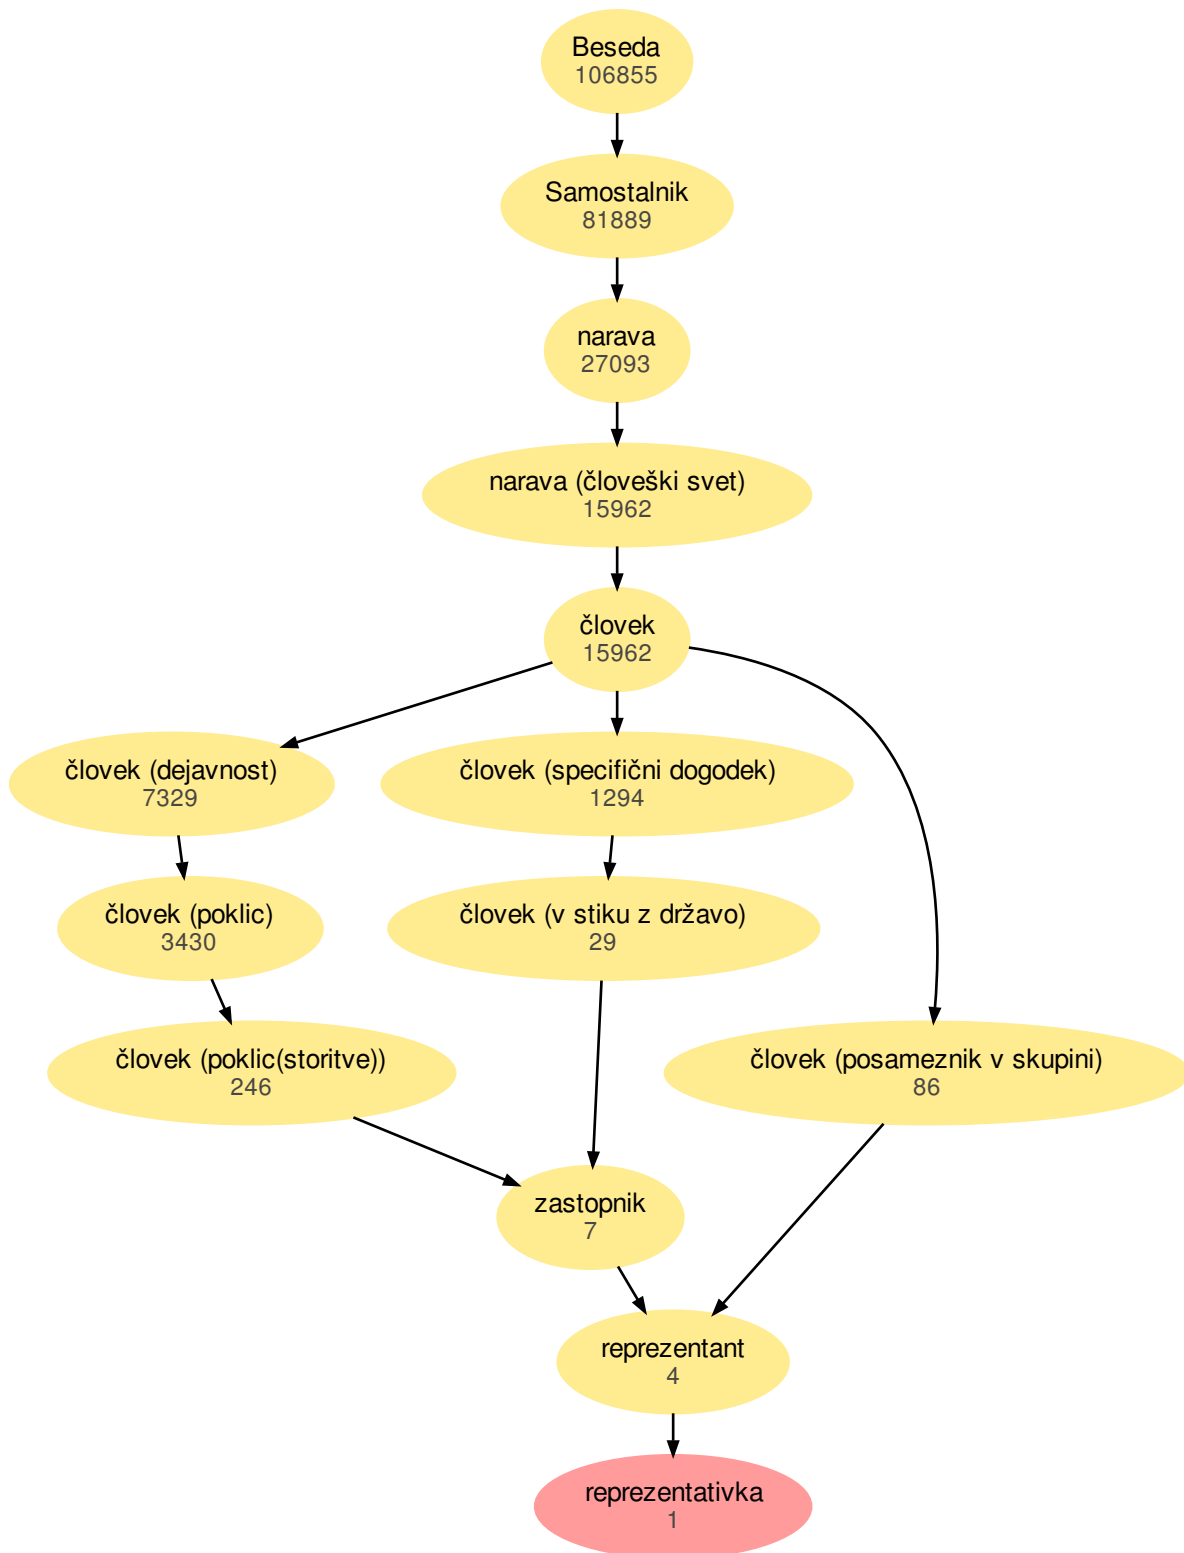 Beseda
106855
Samostalnik
81889
narava
27093
narava (človeški svet)
15962
človek
15962
človek (dejavnost)
7329
človek (specifični dogodek)
1294
človek (poklic)
3430
človek (v stiku z državo)
29
človek (poklic(storitve))
246
človek (posameznik v skupini)
86
zastopnik
7
reprezentant
4
reprezentativka
1